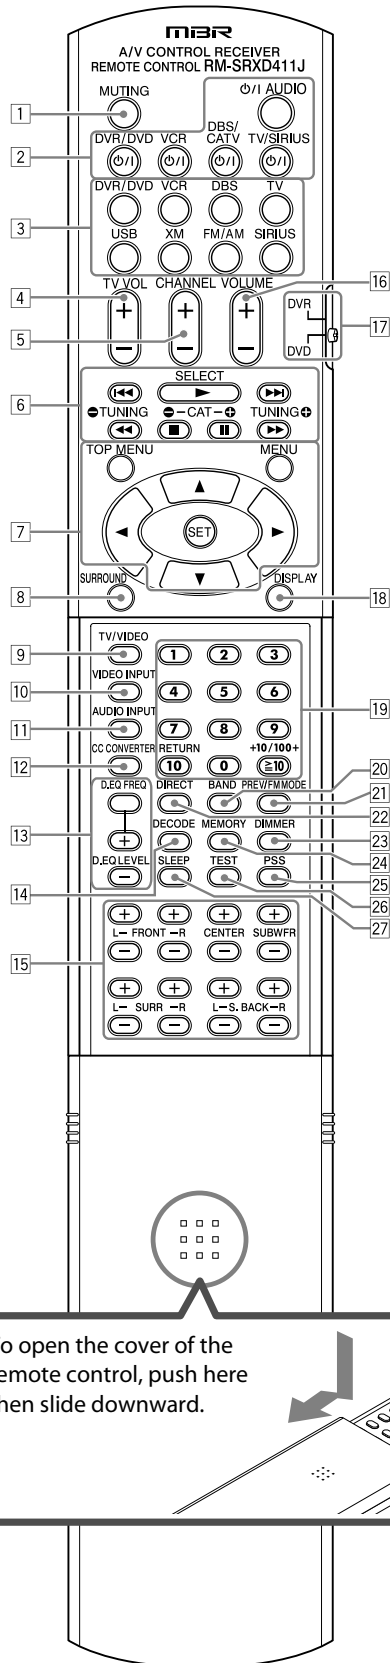 MBR
A/V CONTROL RECEIVER
REMOTE CONTROL RM-SRXD411J
MUTING
⏻/I AUDIO
1
2
DVR/DVD VCR DBS/CATV TV/SIRIUS
⏻/I ⏻/I ⏻/I ⏻/I
3
DVR/DVD VCR DBS TV
USB XM FM/AM SIRIUS
TV VOL CHANNEL VOLUME
4
5
16
+ + +
− − −
DVR
DVD
17
6
SELECT
TUNING − CAT + TUNING
TOP MENU MENU
7
SET
SURROUND DISPLAY
8
18
9
TV/VIDEO
1 2 3
10
VIDEO INPUT
4 5 6
19
11
AUDIO INPUT
7 8 9
12
CC CONVERTER RETURN +10/100+
10 0 ≧10
20
D.EQ FREQ DIRECT BAND PREV/FM MODE
21
22
13
+
DECODE MEMORY DIMMER
23
24
D.EQ LEVEL SLEEP TEST PSS
−
25
14
26
27
15
+ + + +
L− FRONT −R CENTER SUBWFR
− − − −
+ + + +
L− SURR −R L−S.BACK−R
− − − −
o open the cover of the
emote control, push here
hen slide downward.